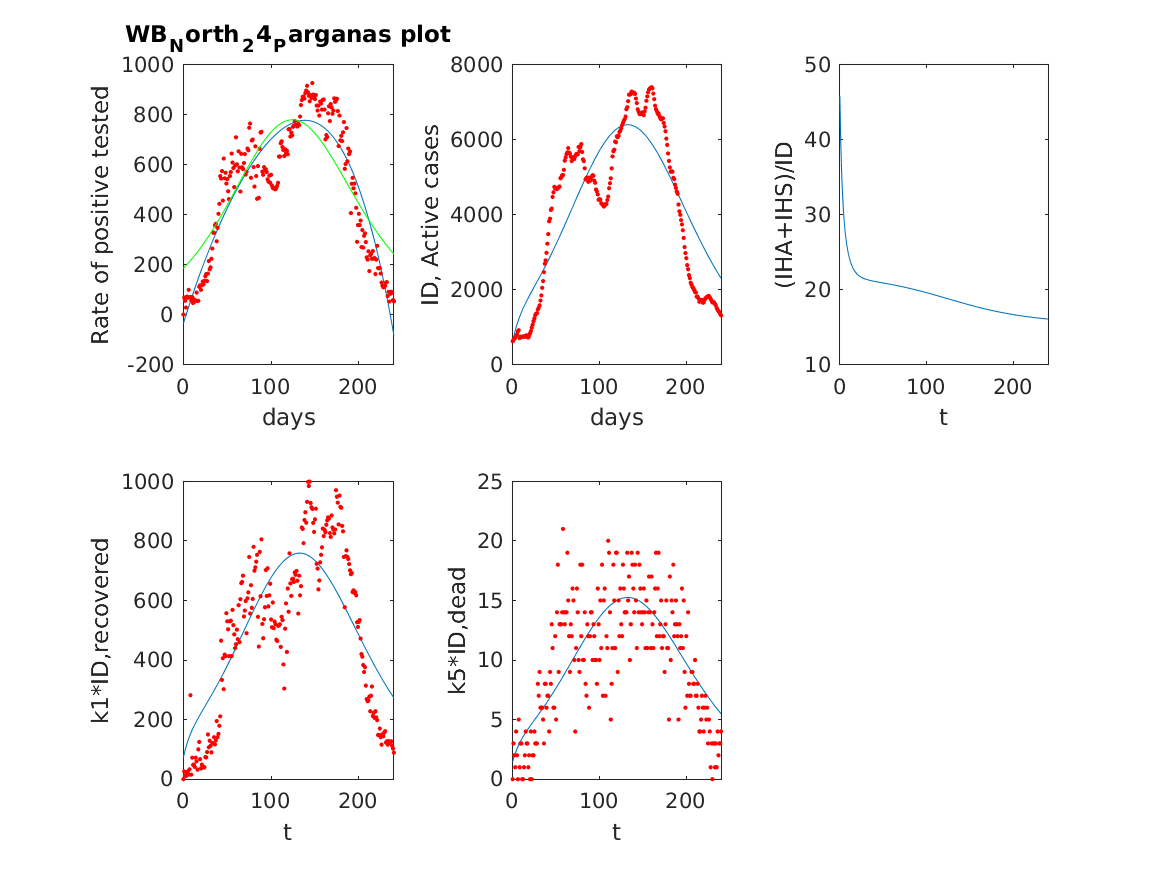 WB_North_24_Parganas plot
1000
800
600
400
200
0
-200
Rate of positive tested
0 100 200
days
8000
6000
4000
2000
0
ID, Active cases
0 100 200
days
50
40
30
20
10
(IHA+IHS)/ID
0 100 200
t
1000
800
600
400
200
0
k1*ID,recovered
0 100 200
t
25
20
15
10
5
0
k5*ID,dead
0 100 200
t